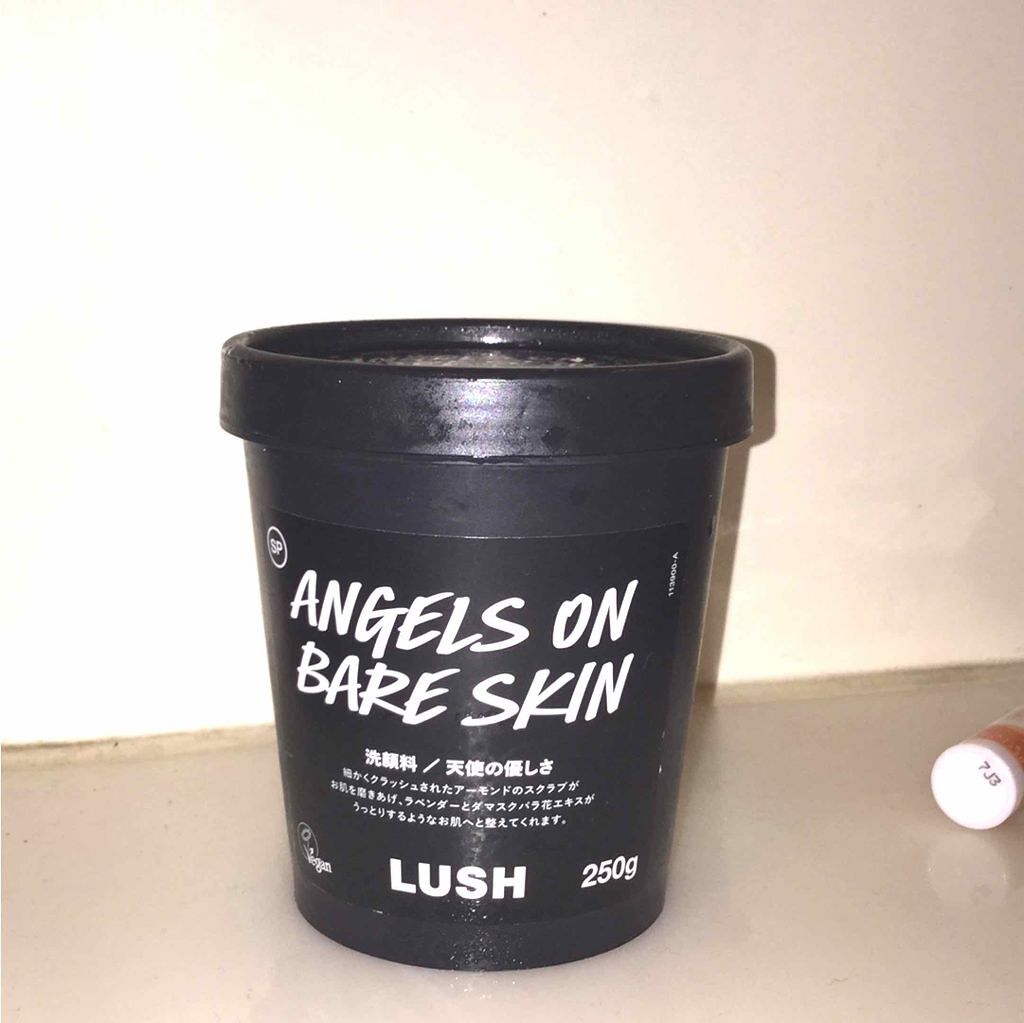 SP
113900-A
ANGELS ON
BARE SKIN
洗顔料 / 天使の優しさ
細かくクラッシュされたアーモンドのスクラブが
お肌を磨きあげ、ラベンダーとダマスクバラ花エキスが
うっとりするようなお肌へと整えてくれます。
Vegan
LUSH
250g
7J3